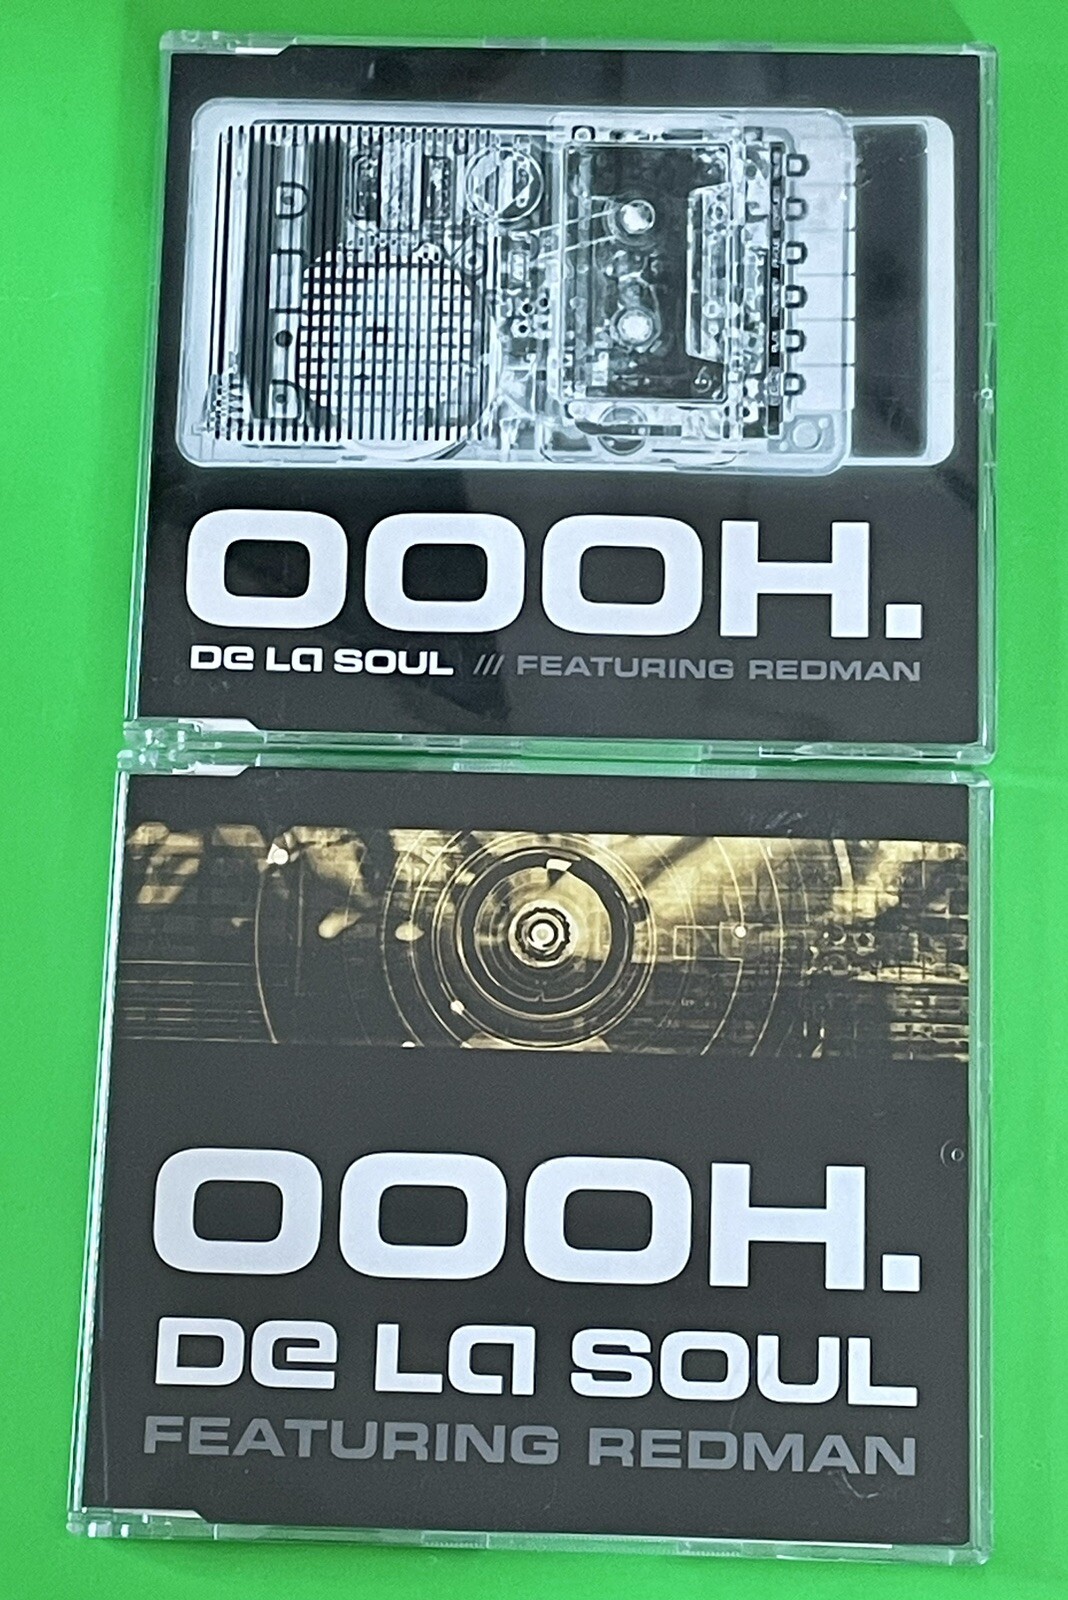 OOOH.
De La SOUL /// FEATURING REDMAN
OOOH.
De La SOUL
FEATURING REDMAN